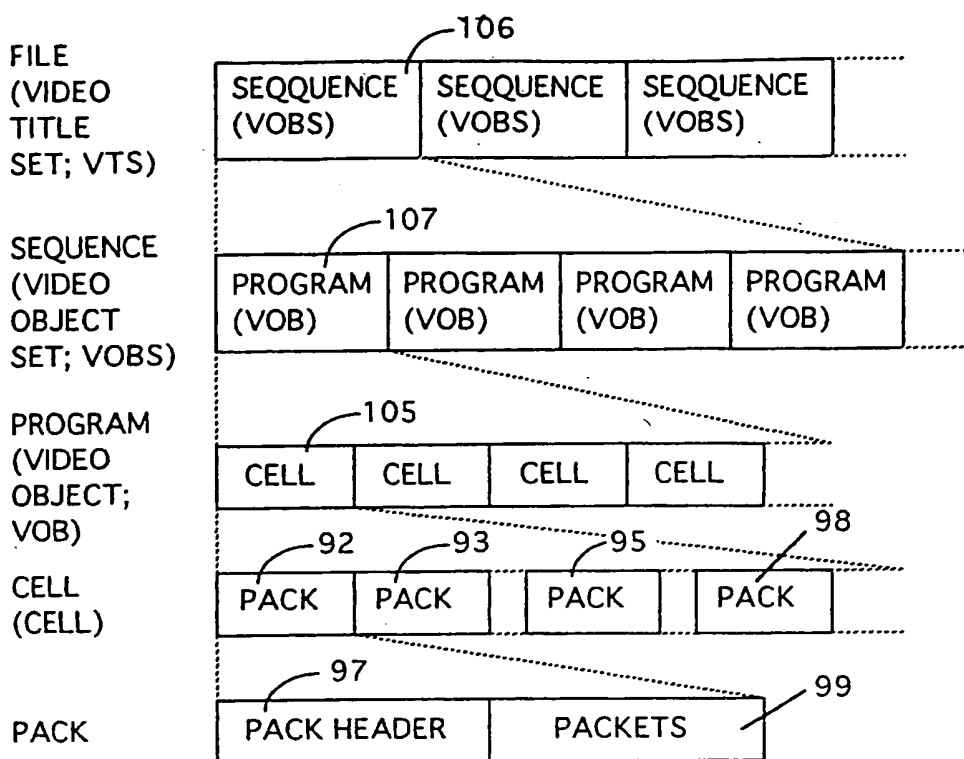 106
FILE
(VIDEO
TITLE
SET; VTS)
SEQQUENCE
(VOBS)
SEQQUENCE
(VOBS)
SEQQUENCE
(VOBS)
107
SEQUENCE
(VIDEO
OBJECT
SET; VOBS)
PROGRAM
(VOB)
PROGRAM
(VOB)
PROGRAM
(VOB)
PROGRAM
(VOB)
105
PROGRAM
(VIDEO
OBJECT;
VOB)
CELL
CELL
CELL
CELL
92
93
95
98
CELL
(CELL)
PACK
PACK
PACK
PACK
97
99
PACK
PACK HEADER
PACKETS